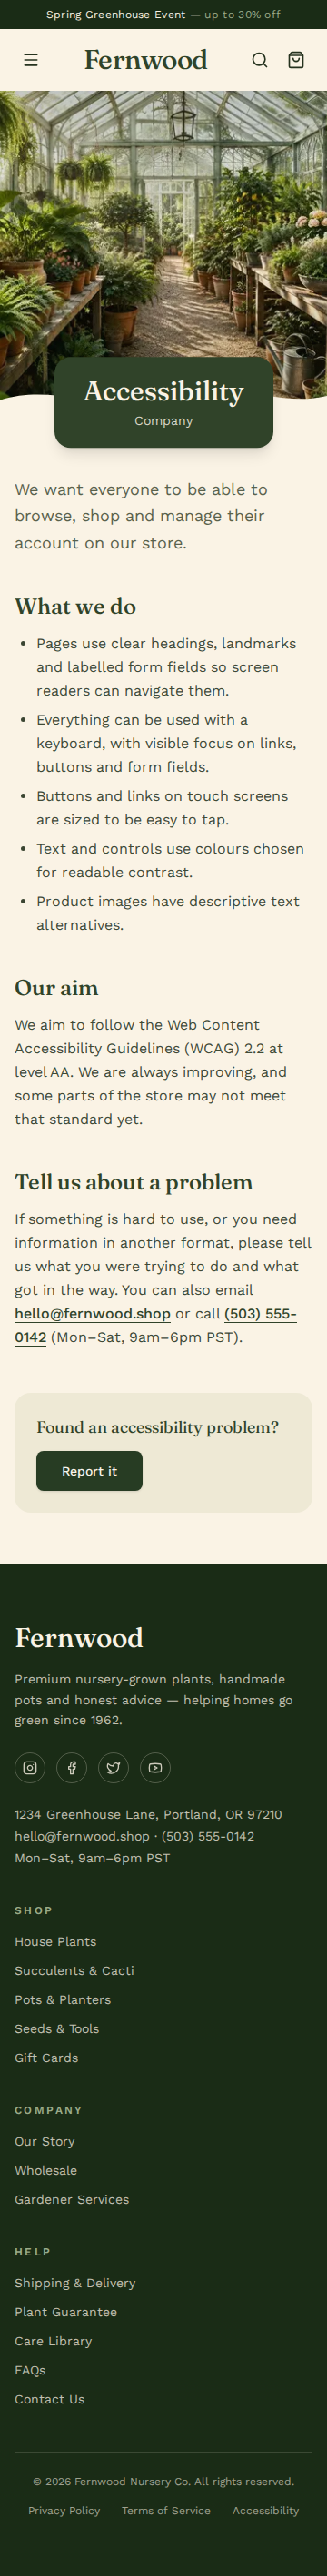 Spring Greenhouse Event — up to 30% off
Fernwood
Accessibility
Company
We want everyone to be able to
browse, shop and manage their
account on our store.
What we do
• Pages use clear headings, landmarks
and labelled form fields so screen
readers can navigate them.
• Everything can be used with a
keyboard, with visible focus on links,
buttons and form fields.
• Buttons and links on touch screens
are sized to be easy to tap.
• Text and controls use colours chosen
for readable contrast.
• Product images have descriptive text
alternatives.
Our aim
We aim to follow the Web Content
Accessibility Guidelines (WCAG) 2.2 at
level AA. We are always improving, and
some parts of the store may not meet
that standard yet.
Tell us about a problem
If something is hard to use, or you need
information in another format, please tell
us what you were trying to do and what
got in the way. You can also email
hello@fernwood.shop or call (503) 555-
0142 (Mon–Sat, 9am–6pm PST).
Found an accessibility problem?
Report it
Fernwood
Premium nursery-grown plants, handmade
pots and honest advice — helping homes go
green since 1962.
1234 Greenhouse Lane, Portland, OR 97210
hello@fernwood.shop · (503) 555-0142
Mon–Sat, 9am–6pm PST
SHOP
House Plants
Succulents & Cacti
Pots & Planters
Seeds & Tools
Gift Cards
COMPANY
Our Story
Wholesale
Gardener Services
HELP
Shipping & Delivery
Plant Guarantee
Care Library
FAQs
Contact Us
© 2026 Fernwood Nursery Co. All rights reserved.
Privacy Policy Terms of Service Accessibility